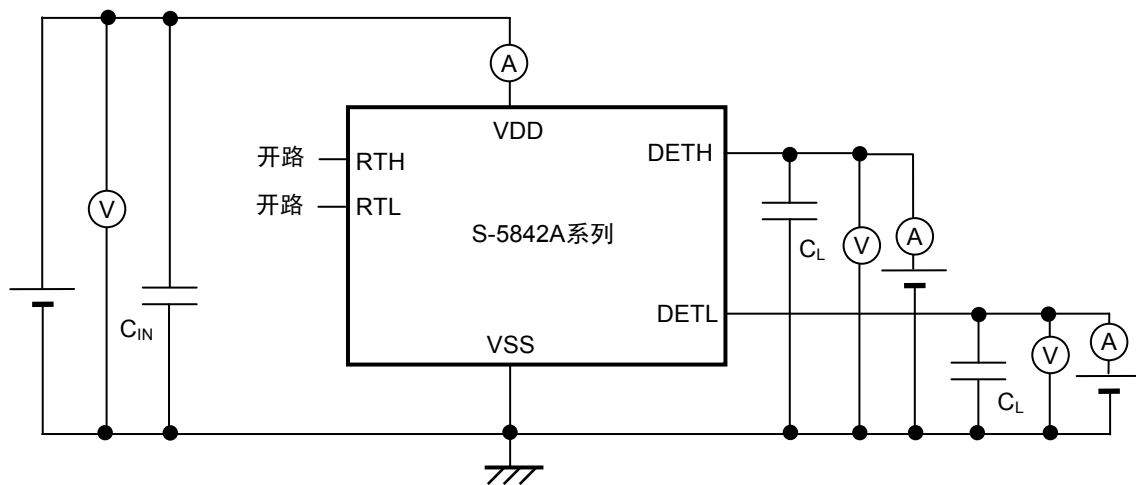 A
VDD
开路
RTH
DETH
开路
RTL
V
S-5842A系列
CL
V
A
CIN
DETL
VSS
CL
V
A